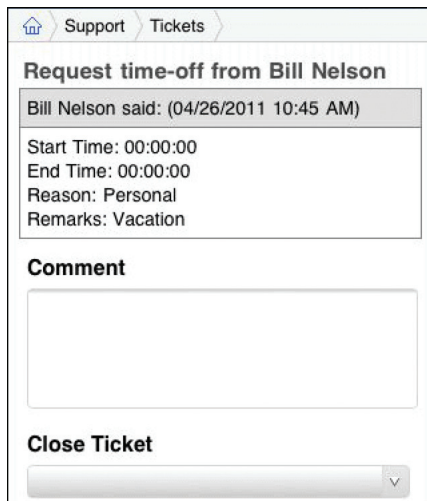 Support Tickets
Request time-off from Bill Nelson
Bill Nelson said: (04/26/2011 10:45 AM)
Start Time: 00:00:00
End Time: 00:00:00
Reason: Personal
Remarks: Vacation
Comment
Close Ticket